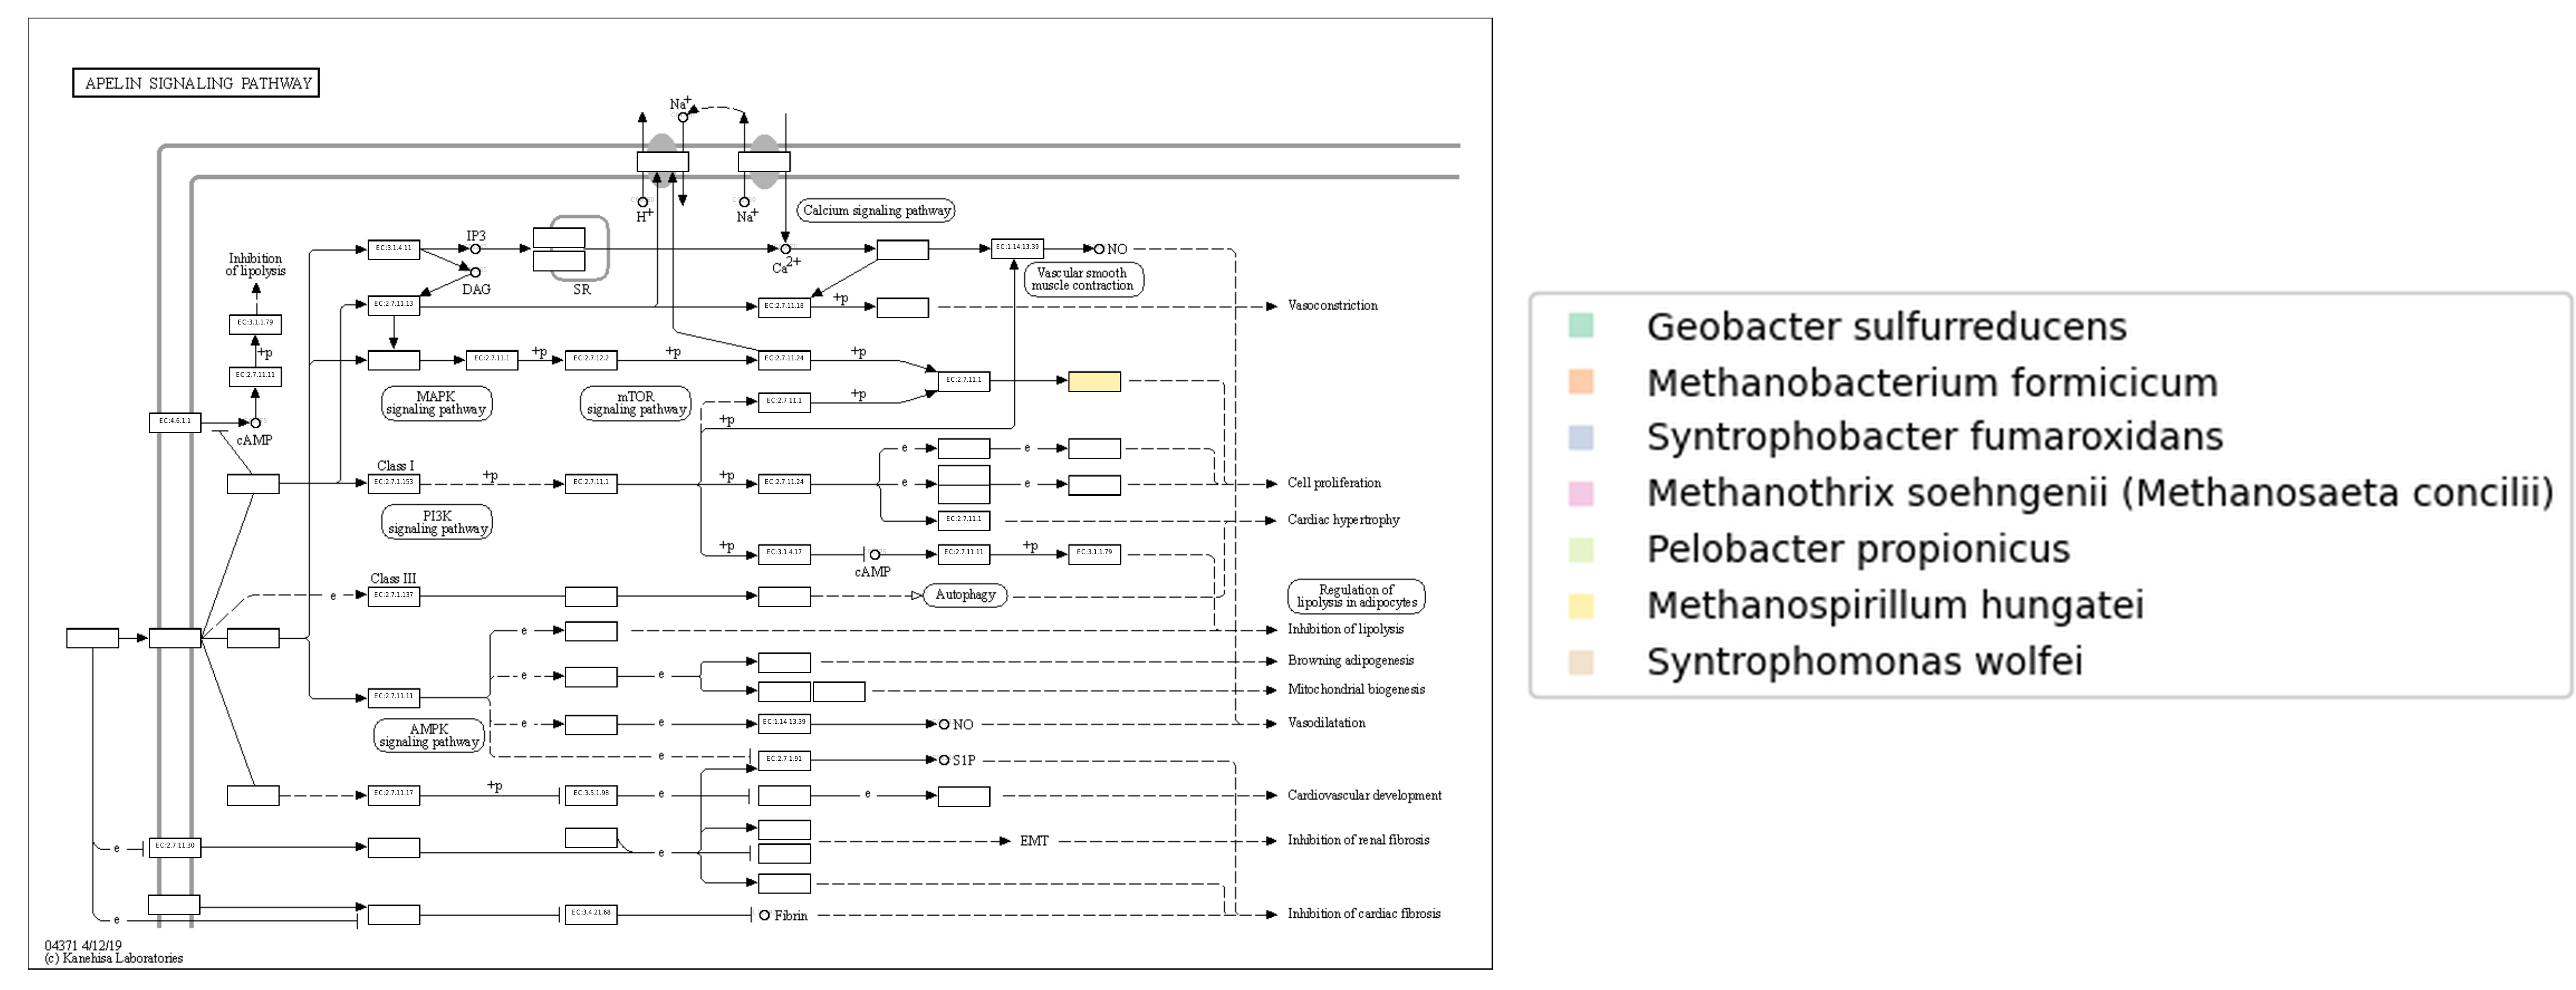 APELIN SIGNALING PATHWAY
Na+
H+
Na+
Calcium signaling pathway
Inhibition
of lipolysis
EC:3.1.4.11
IP3
DAG
SR
Ca2+
EC:1.14.13.39
NO
Vascular smooth
muscle contraction
EC:2.7.11.13
EC:2.7.11.18
+p
Vasoconstriction
EC:3.1.1.79
+p
EC:2.7.11.11
EC:2.7.11.1
+p
EC:2.7.12.2
+p
EC:2.7.11.24
+p
EC:2.7.11.1
MAPK
signaling pathway
mTOR
signaling pathway
EC:2.7.11.1
+p
+p
EC:4.6.1.1
cAMP
e
e
Class I
EC:2.7.1.153
+p
EC:2.7.11.1
+p
EC:2.7.11.24
e
e
Cell proliferation
PI3K
signaling pathway
EC:2.7.11.1
Cardiac hypertrophy
+p
EC:3.1.4.17
cAMP
EC:2.7.11.11
+p
EC:3.1.1.79
Class III
e
EC:2.7.1.137
Autophagy
Regulation of
lipolysis in adipocytes
e
Inhibition of lipolysis
e
e
Browning adipogenesis
Mitochondrial biogenesis
EC:2.7.11.11
AMPK
signaling pathway
e
e
EC:1.14.13.39
NO
Vasodilatation
e
EC:2.7.1.91
S1P
EC:2.7.11.17
+p
EC:3.5.1.98
e
e
Cardiovascular development
e
EC:2.7.11.30
e
EMT
Inhibition of renal fibrosis
e
EC:3.4.21.68
Fibrin
Inhibition of cardiac fibrosis
04371 4/12/19
(c) Kanehisa Laboratories
Geobacter sulfurreducens
Methanobacterium formicicum
Syntrophobacter fumaroxidans
Methanothrix soehngenii (Methanosaeta concilii)
Pelobacter propionicus
Methanospirillum hungatei
Syntrophomonas wolfei